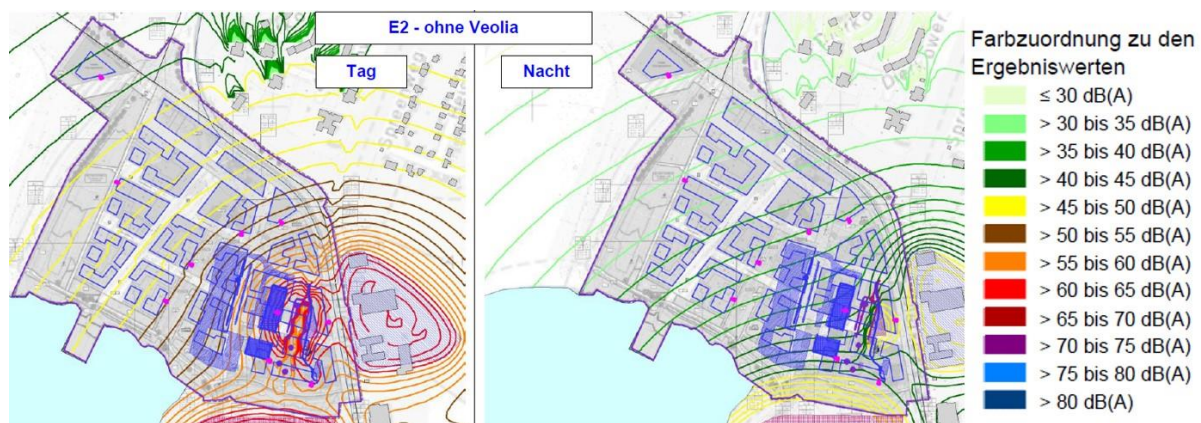 E2 - ohne Veolia
Tag
Nacht
Farbzuordnung zu den
Ergebniswerten
≤ 30 dB(A)
> 30 bis 35 dB(A)
> 35 bis 40 dB(A)
> 40 bis 45 dB(A)
> 45 bis 50 dB(A)
> 50 bis 55 dB(A)
> 55 bis 60 dB(A)
> 60 bis 65 dB(A)
> 65 bis 70 dB(A)
> 70 bis 75 dB(A)
> 75 bis 80 dB(A)
> 80 dB(A)